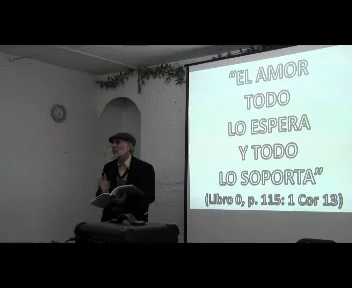 “EL AMOR
TODO
LO ESPERA
Y TODO
LO SOPORTA”
(Libro 0, p. 115: 1 Cor 13)